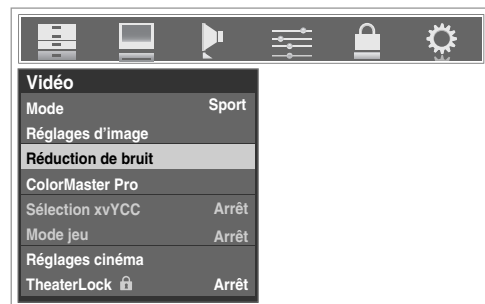 Vidéo
Mode Sport
Réglages d'image
Réduction de bruit
ColorMaster Pro
Sélection xvYCC Arrêt
Mode jeu Arrêt
Réglages cinéma
TheaterLock Arrêt